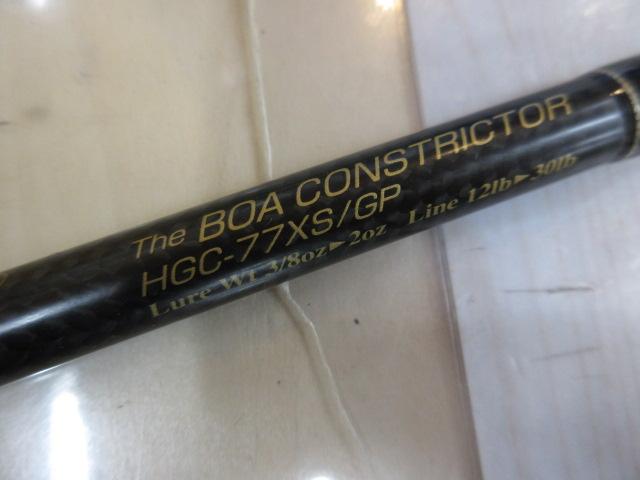 The BOA CONSTRICTOR
HGC-77XS/GP
Lure Wt 3/8oz►2oz Line 12lb►30lb